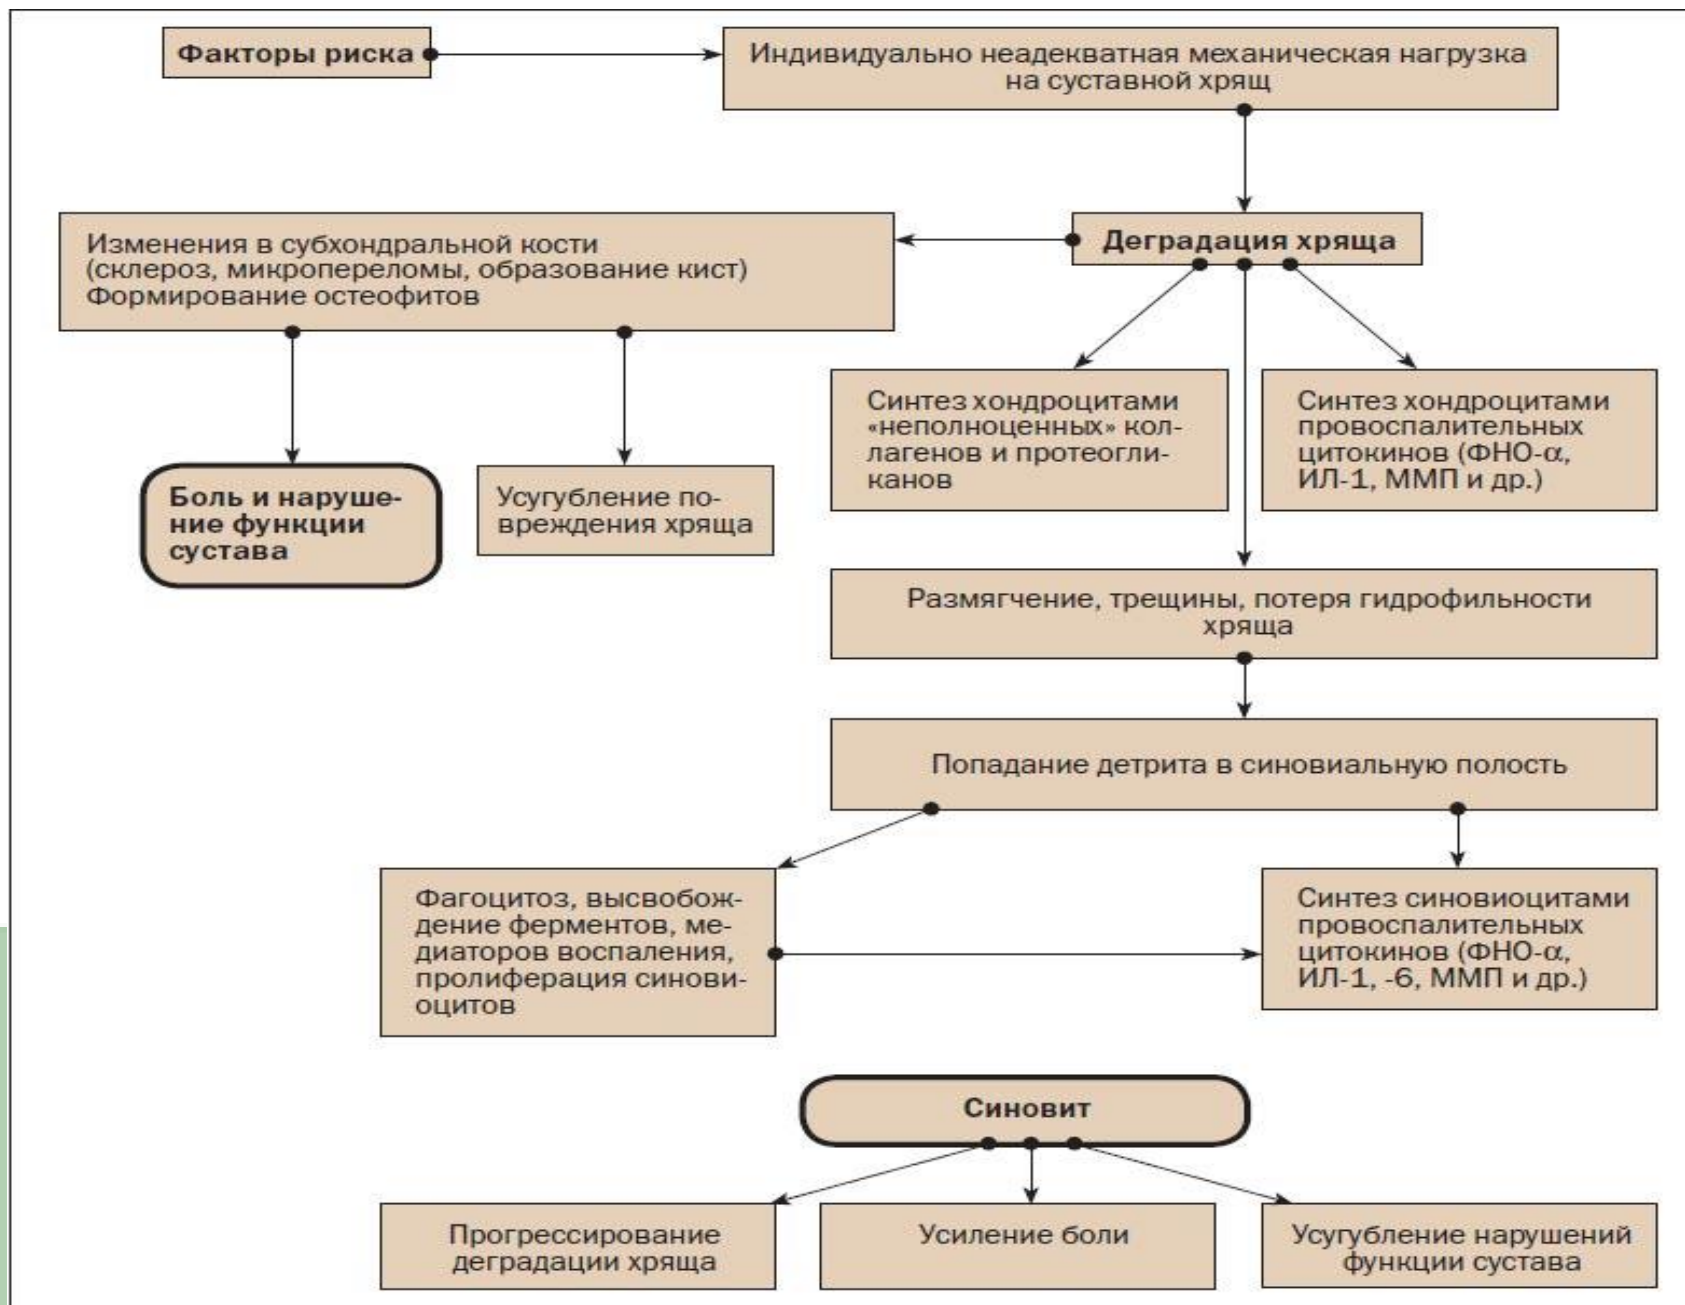 Факторы риска
Индивидуально неадекватная механическая нагрузка
на суставной хрящ
Изменения в субхондральной кости
(склероз, микропереломы, образование кист)
Формирование остеофитов
Деградация хряща
Синтез хондроцитами
«неполноценных» кол-
лагенов и протеогли-
канов
Синтез хондроцитами
провоспалительных
цитокинов (ФНО-α,
ИЛ-1, ММП и др.)
Боль и наруше-
ние функции
сустава
Усугубление по-
вреждения хряща
Размягчение, трещины, потеря гидрофильности
хряща
Попадание детрита в синовиальную полость
Фагоцитоз, высвобож-
дение ферментов, ме-
диаторов воспаления,
пролиферация синови-
оцитов
Синтез синовиоцитами
провоспалительных
цитокинов (ФНО-α,
ИЛ-1, -6, ММП и др.)
Синовит
Прогрессирование
деградации хряща
Усиление боли
Усугубление нарушений
функции сустава